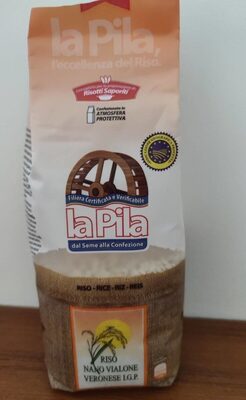 la Pila,
l'eccellenza del Riso.
Risotti Saporiti
Confezionato in
ATMOSFERA
PROTETTIVA
Filiera Certificata e Verificabile
la Pila
dal Seme alla Confezione
RISO - RICE - RIZ - REIS
RISO
NANO VIALONE
VERONESE I.G.P.